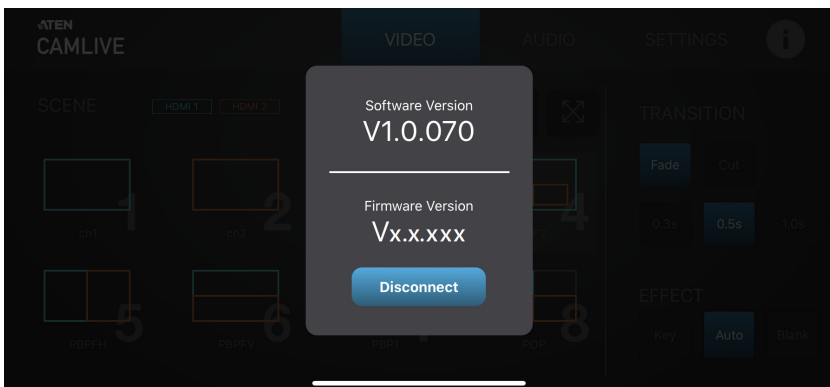 ATEN
CAMLIVE
VIDEO
AUDIO
SETTINGS
i
SCENE
HDMI 1
HDMI 2
TRANSITION
Software Version
V1.0.070
Firmware Version
Vx.x.xxx
Disconnect
1
ch1
2
ch2
4
Fade
Cut
0.3s
0.5s
1.0s
5
PBPFH
6
PBPFV
PBP1
8
POP
EFFECT
Key
Auto
Blank